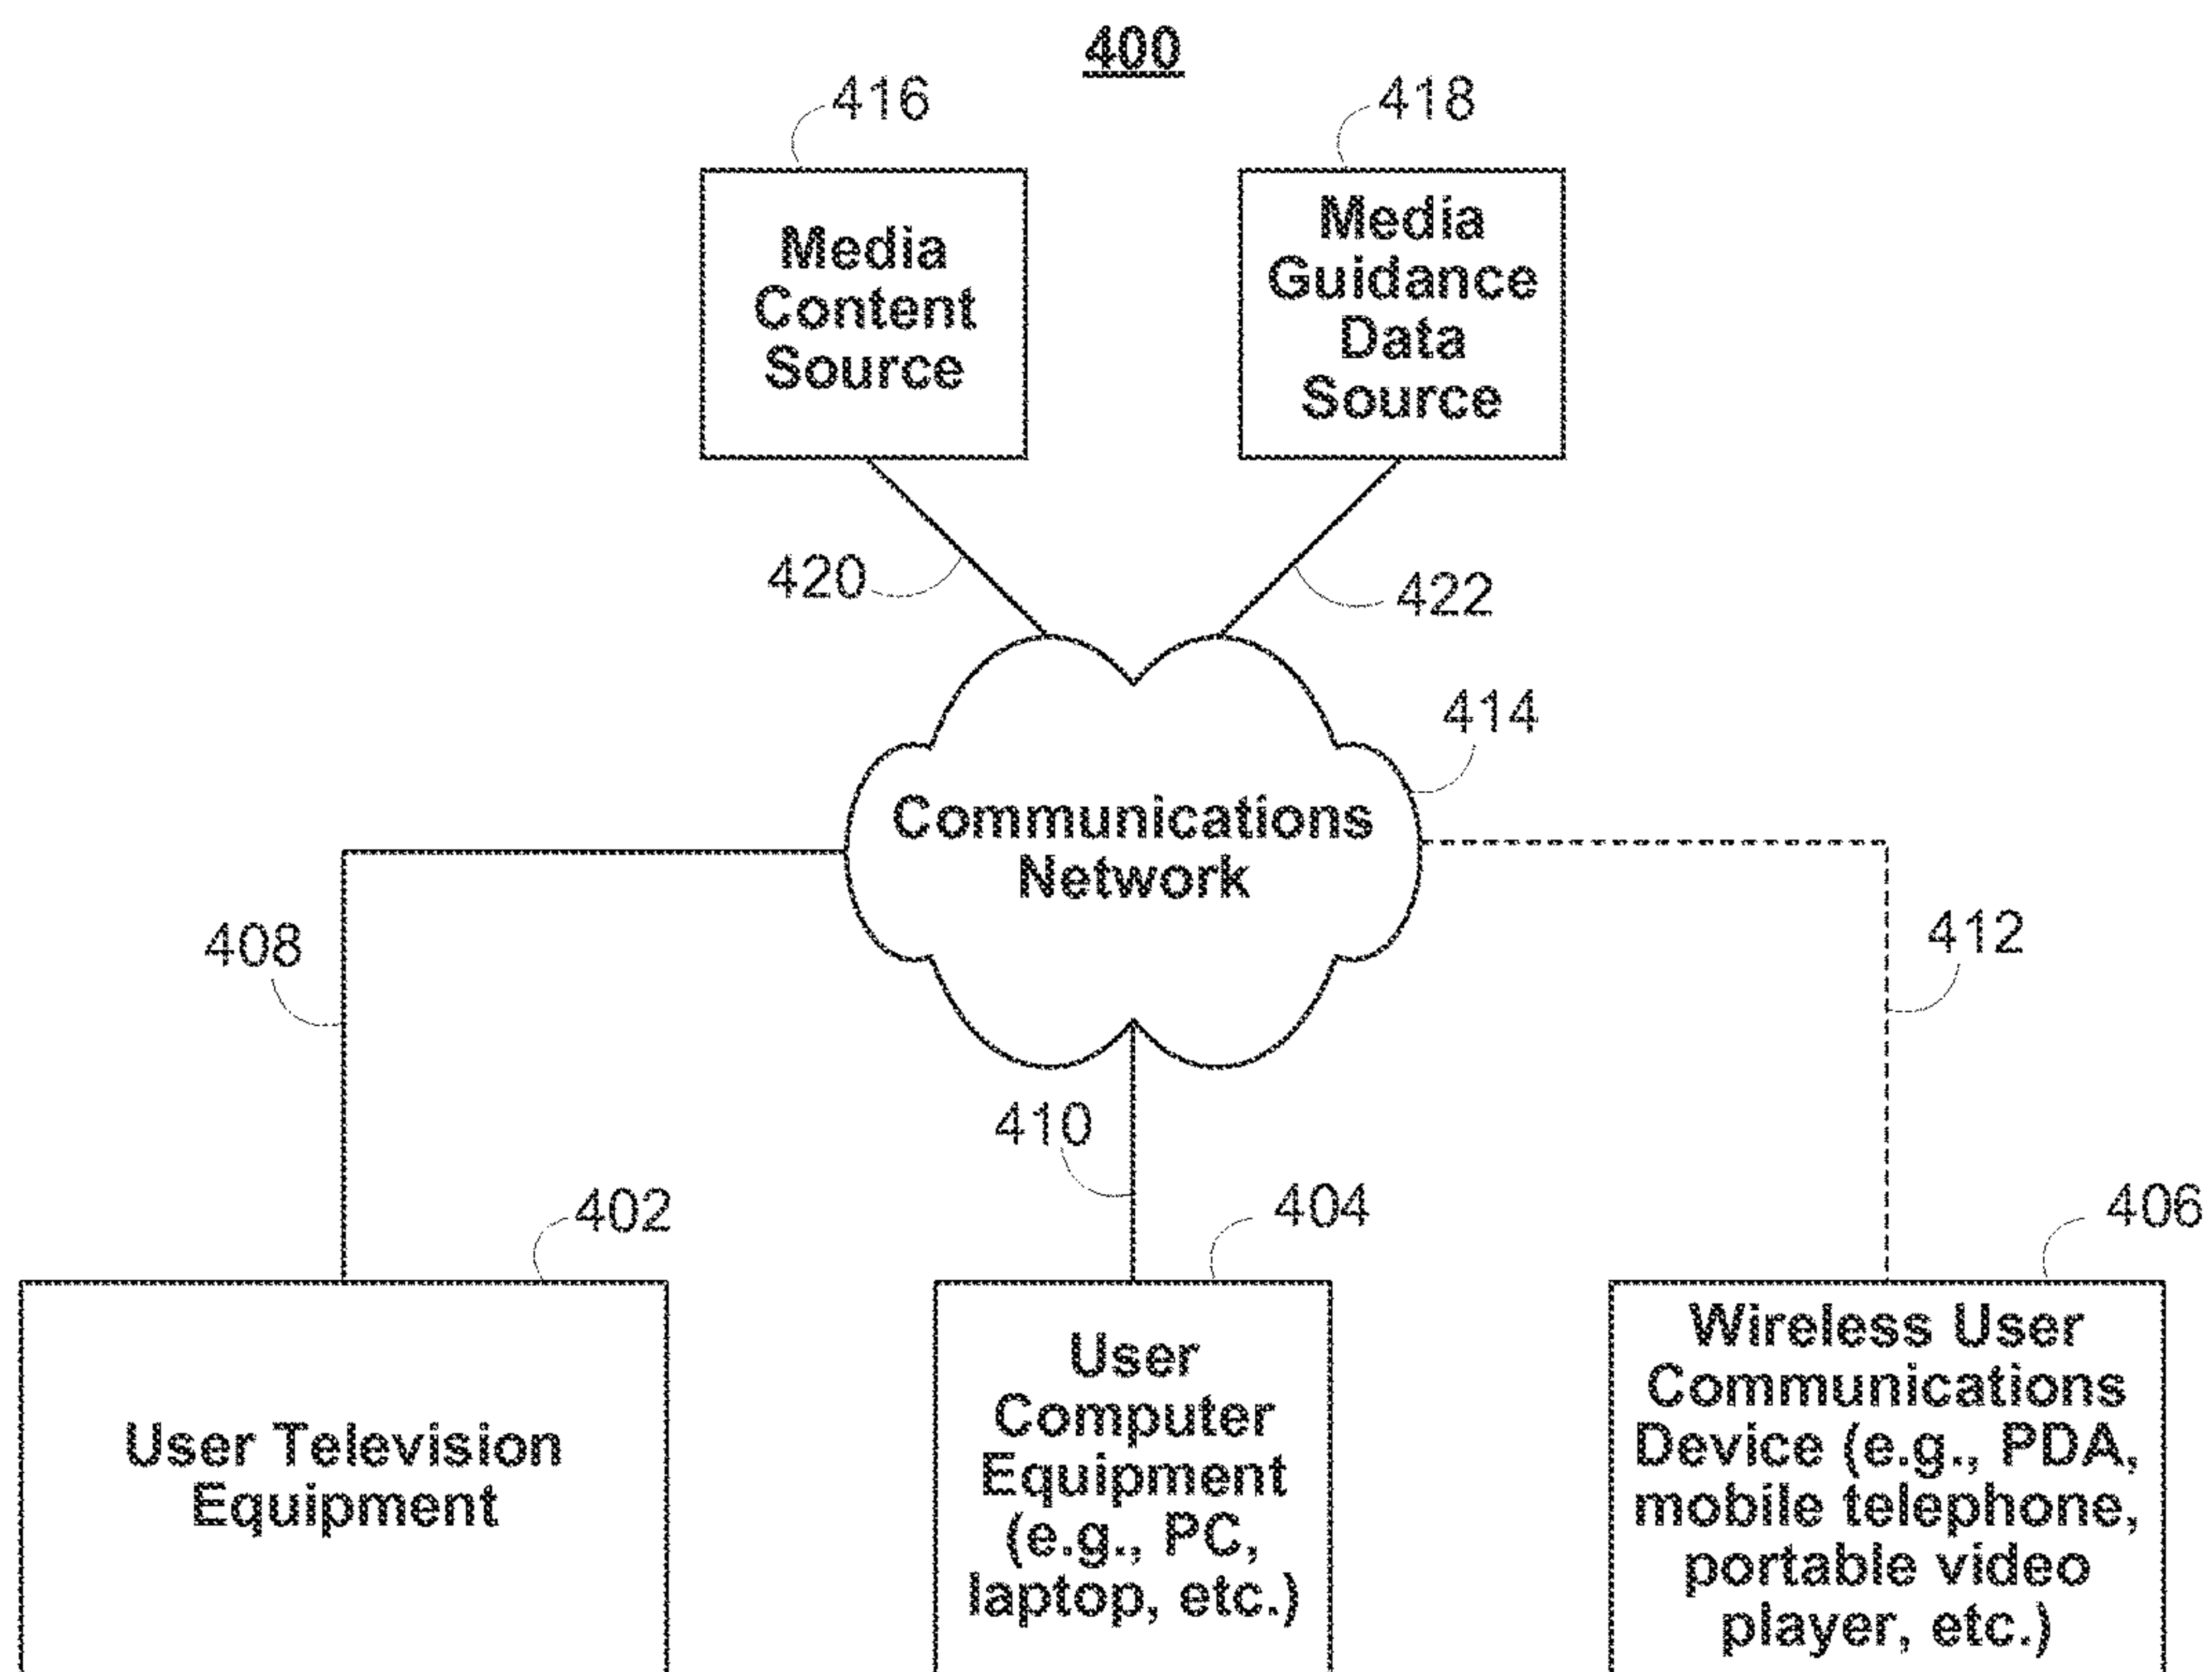 400
416
418
Media
Content
Source
Media
Guidance
Data
Source
420
422
414
Communications
Network
408
412
410
402
404
406
User Television
Equipment
User
Computer
Equipment
(e.g., PC,
laptop, etc.)
Wireless User
Communications
Device (e.g., PDA,
mobile telephone,
portable video
player, etc.)